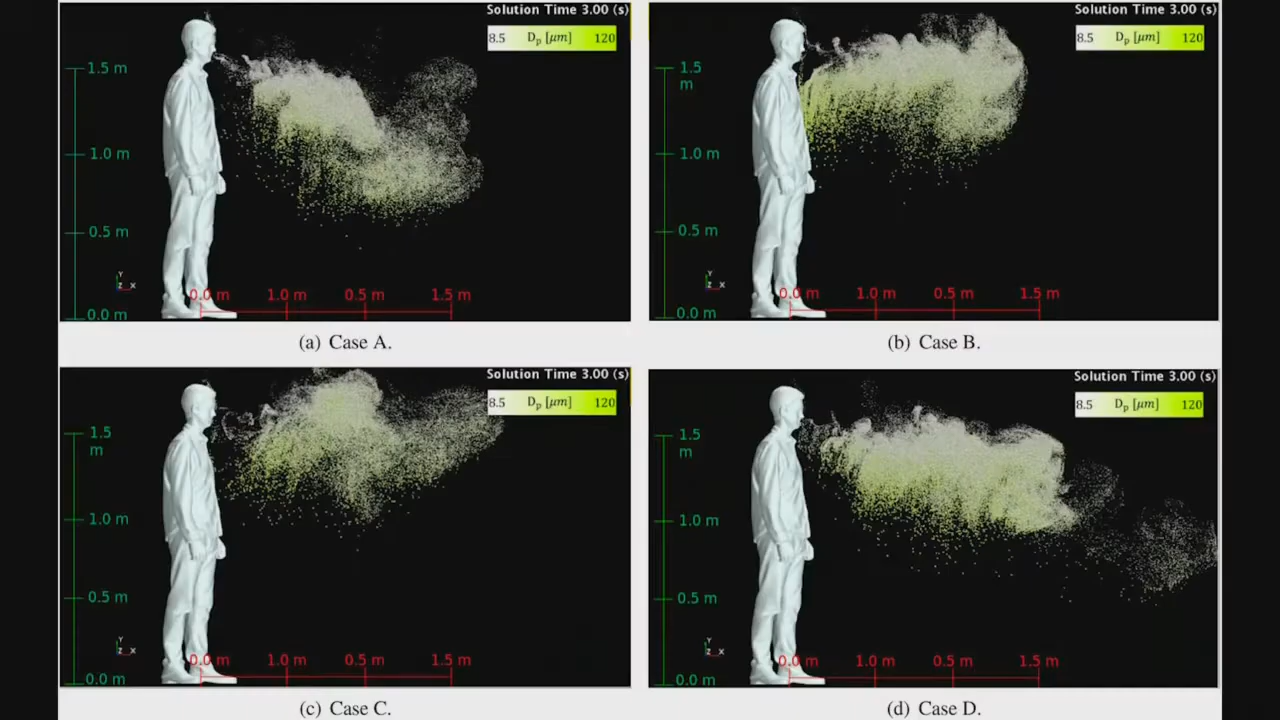 Solution Time 3.00 (s)
8.5 Dp [μm] 120
1.5 m
1.0 m
0.5 m
0.0 m
Y
Z X
0.0 m 1.0 m 0.5 m 1.5 m
(a) Case A.
Solution Time 3.00 (s)
8.5 Dp [μm] 120
1.5
m
1.0 m
0.5 m
0.0 m
Y
Z X
0.0 m 1.0 m 0.5 m 1.5 m
(b) Case B.
Solution Time 3.00 (s)
8.5 Dp [μm] 120
1.5
m
1.0 m
0.5 m
0.0 m
Y
Z X
0.0 m 1.0 m 0.5 m 1.5 m
(c) Case C.
Solution Time 3.00 (s)
8.5 Dp [μm] 120
1.5
m
1.0 m
0.5 m
0.0 m
Y
Z X
0.0 m 1.0 m 0.5 m 1.5 m
(d) Case D.